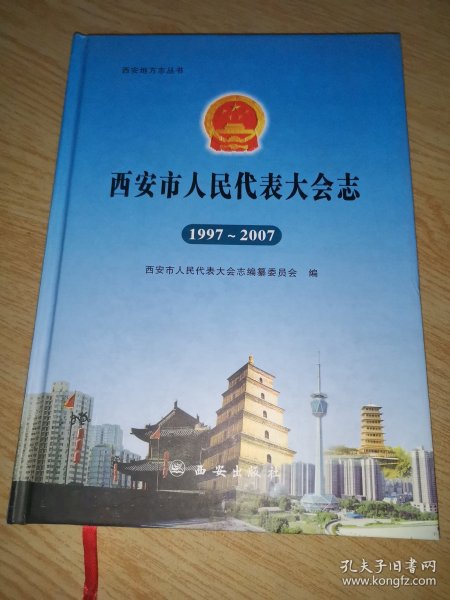 西安地方志丛书
西安市人民代表大会志
1997~2007
西安市人民代表大会志编纂委员会 编
西安出版社
孔夫子旧书网
www.kongfz.com